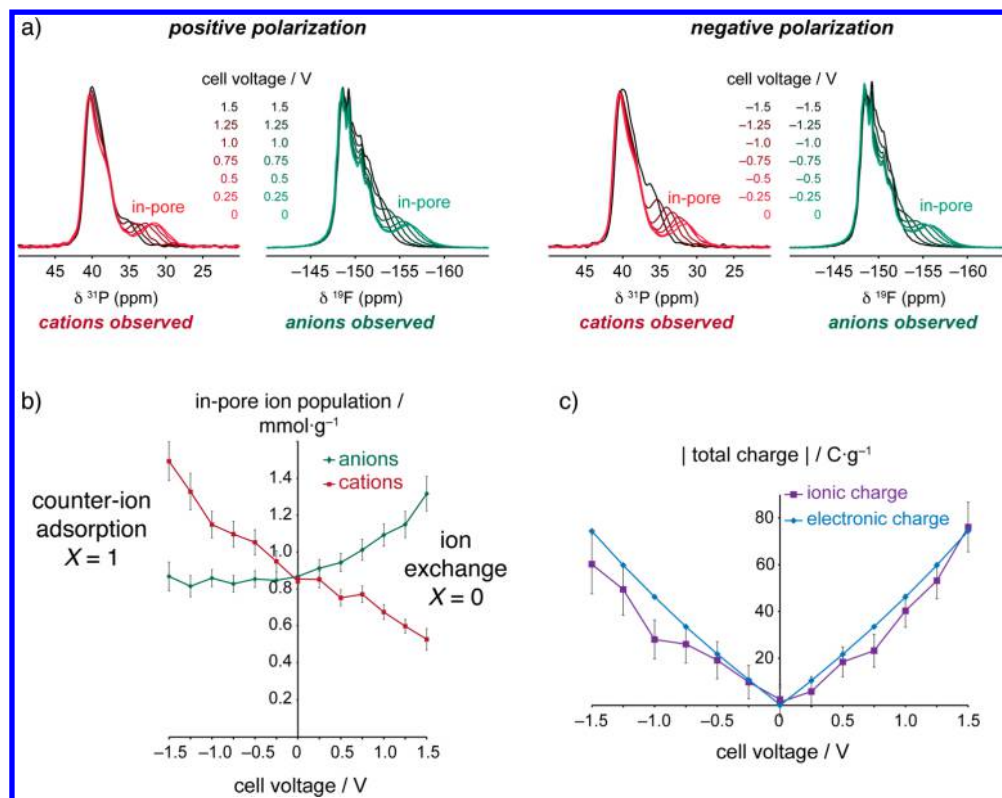 a)
positive polarization
negative polarization
cell voltage / V
1.5 1.5
1.25 1.25
1.0 1.0
0.75 0.75
0.5 0.5
0.25 0.25
0 0
in-pore
in-pore
45 40 35 30 25
−145 −150 −155 −160
δ ³¹P (ppm)
δ ¹⁹F (ppm)
cations observed
anions observed
cell voltage / V
−1.5 −1.5
−1.25 −1.25
−1.0 −1.0
−0.75 −0.75
−0.5 −0.5
−0.25 −0.25
0 0
in-pore
in-pore
45 40 35 30 25
−145 −150 −155 −160
δ ³¹P (ppm)
δ ¹⁹F (ppm)
cations observed
anions observed
b)
in-pore ion population /
mmol·g⁻¹
anions
cations
1.4
1.2
1.0
0.8
0.6
0.4
0.2
counter-ion
adsorption
X = 1
ion
exchange
X = 0
−1.5 −1.0 −0.5 0 0.5 1.0 1.5
cell voltage / V
c)
| total charge | / C·g⁻¹
ionic charge
electronic charge
80
60
40
20
−1.5 −1.0 −0.5 0 0.5 1.0 1.5
cell voltage / V